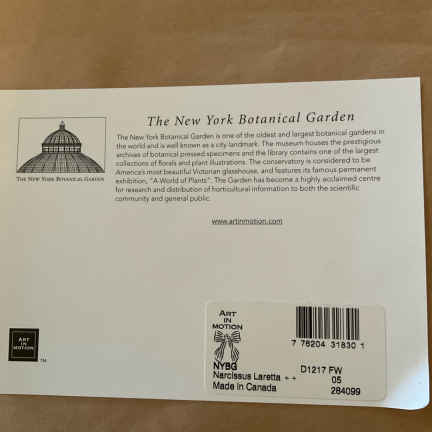 The New York Botanical Garden
The New York Botanical Garden is one of the oldest and largest botanical gardens in
the world and is well known as a city landmark. The museum houses the prestigious
archives of botanical pressed specimens and the library contains one of the largest
collections of florals and plant illustrations. The conservatory is considered to be
America's most beautiful Victorian glasshouse, and features its famous permanent
exhibition, "A World of Plants". The Garden has become a highly acclaimed centre
for research and distribution of horticultural information to both the scientific
community and general public.
THE NEW YORK BOTANICAL GARDEN
www.artinmotion.com
ART
IN
MOTION
TM
ART
IN
MOTION
NYBG
Narcissus Laretta ++
Made in Canada
7 78204 31830 1
D1217 FW
05
284099